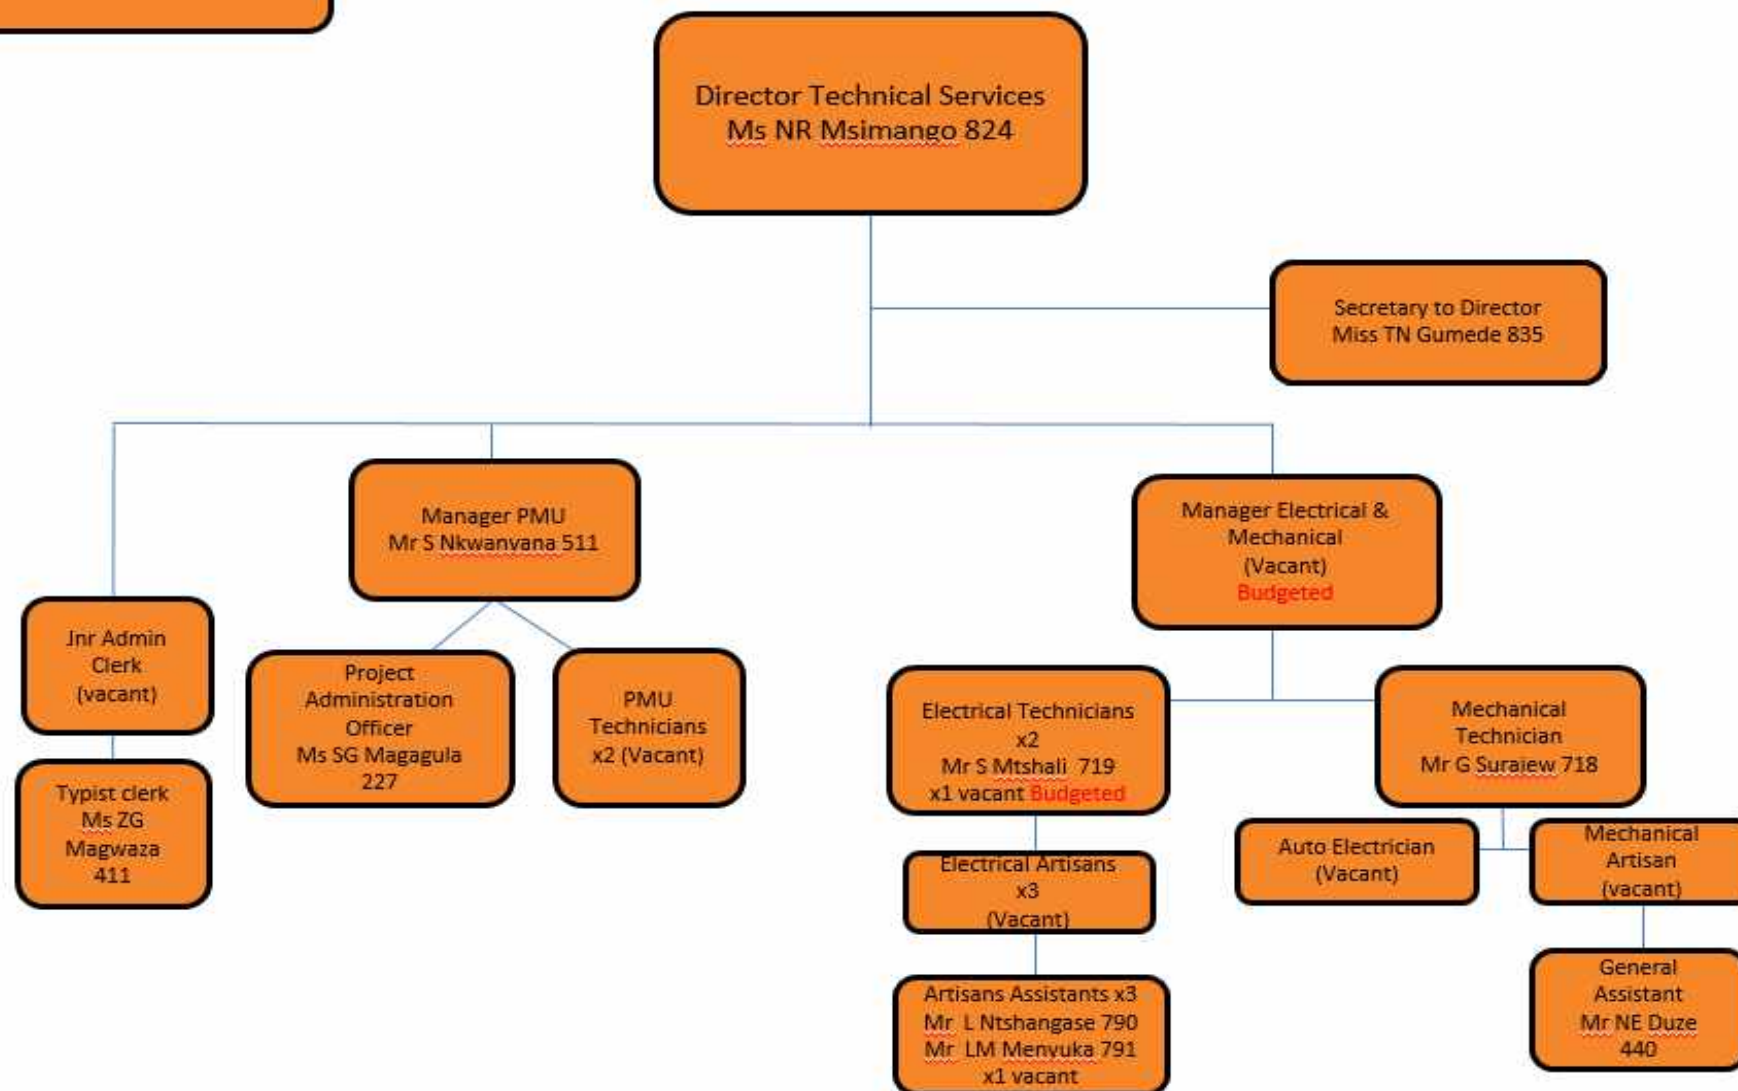 Director Technical Services
Ms NR Msimango 824
Secretary to Director
Miss TN Gumede 835
Manager PMU
Mr S Nkwanyana 511
Manager Electrical &
Mechanical
(Vacant)
Budgeted
Jnr Admin
Clerk
(vacant)
Project
Administration
Officer
Ms SG Magagula
227
PMU
Technicians
x2 (Vacant)
Electrical Technicians
x2
Mr S Mtshali 719
x1 vacant Budgeted
Mechanical
Technician
Mr G Surajew 718
Typist clerk
Ms ZG
Magwaza
411
Auto Electrician
(Vacant)
Mechanical
Artisan
(vacant)
Electrical Artisans
x3
(Vacant)
General
Assistant
Mr NE Duze
440
Artisans Assistants x3
Mr L Ntshangase 790
Mr LM Menyuka 791
x1 vacant